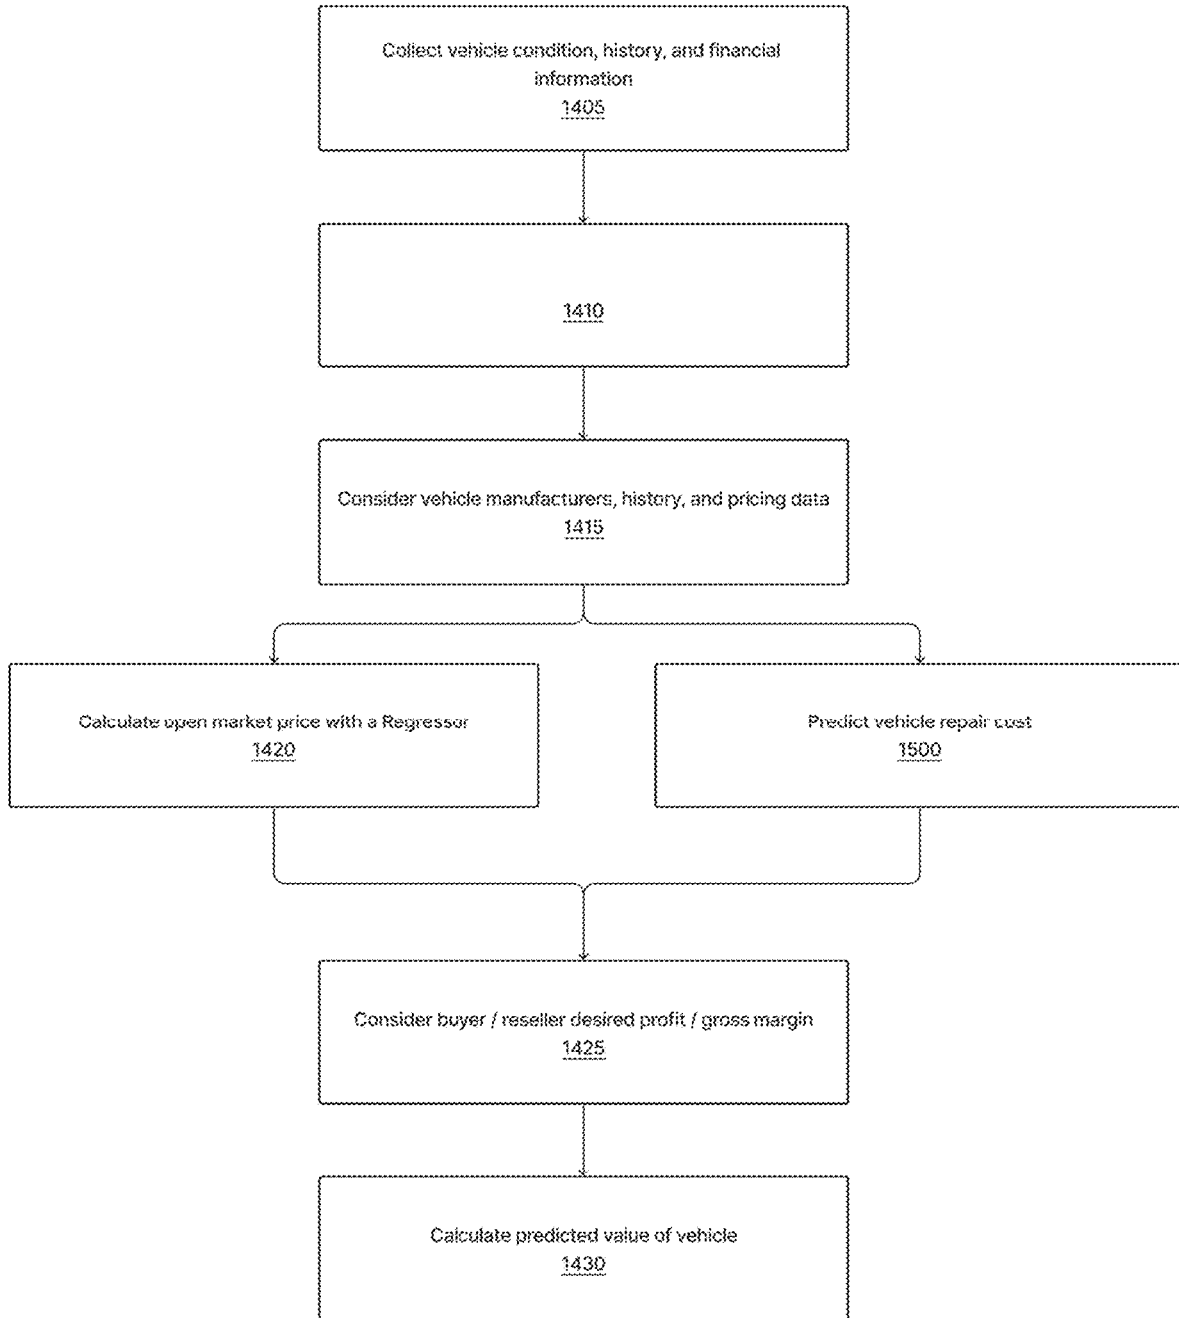 Collect vehicle condition, history, and financial
information
1405
1410
Consider vehicle manufacturers, history, and pricing data
1415
Calculate open market price with a Regressor
1420
Predict vehicle repair cost
1500
Consider buyer / reseller desired profit / gross margin
1425
Calculate predicted value of vehicle
1430